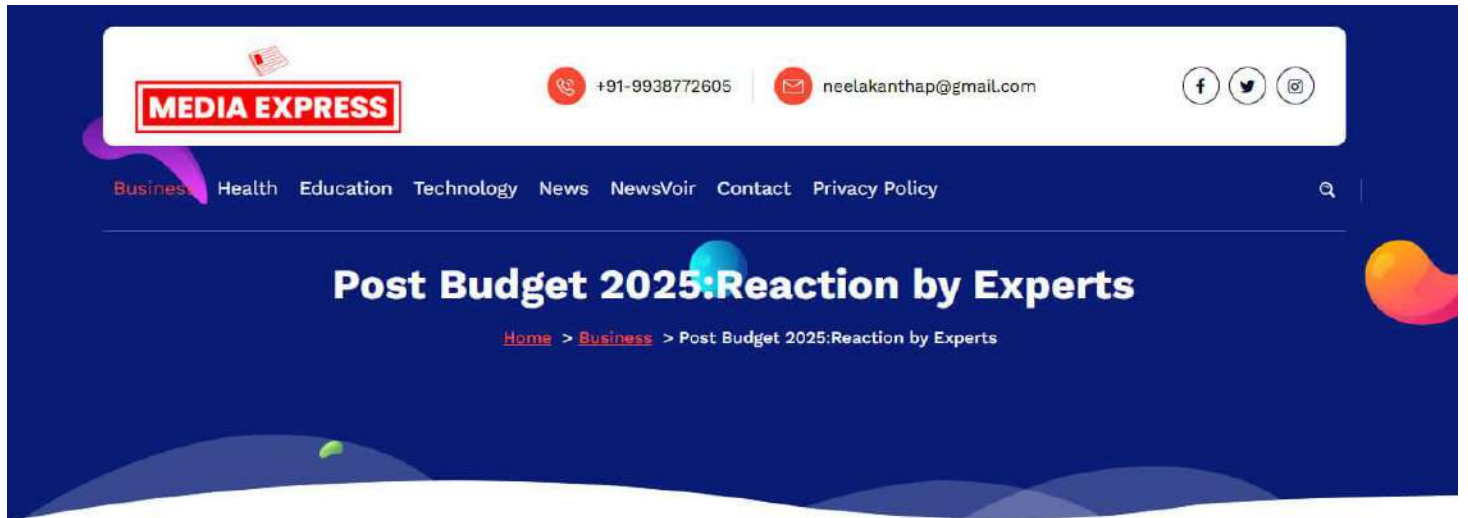 MEDIA EXPRESS
+91-9938772605
neelakanthap@gmail.com
Business Health Education Technology News NewsVoir Contact Privacy Policy
Post Budget 2025:Reaction by Experts
Home > Business > Post Budget 2025:Reaction by Experts